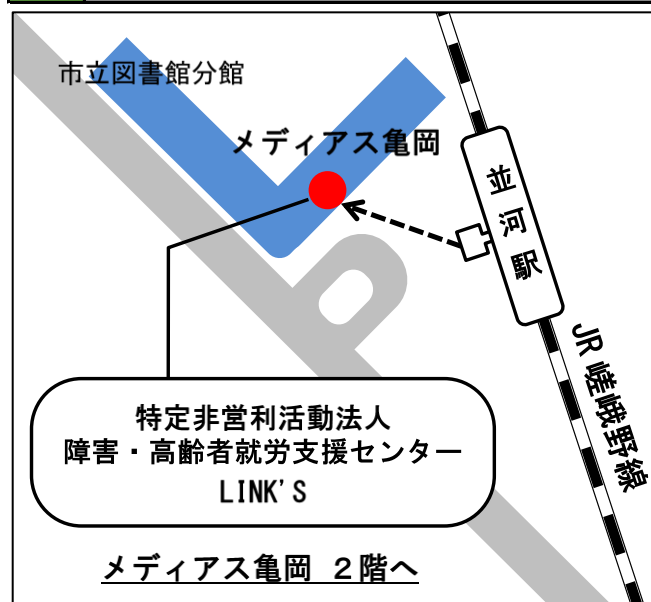 市立図書館分館
メディアス亀岡
並河駅
JR嵯峨野線
特定非営利活動法人
障害・高齢者就労支援センター
LINK'S
メディアス亀岡 ２階へ